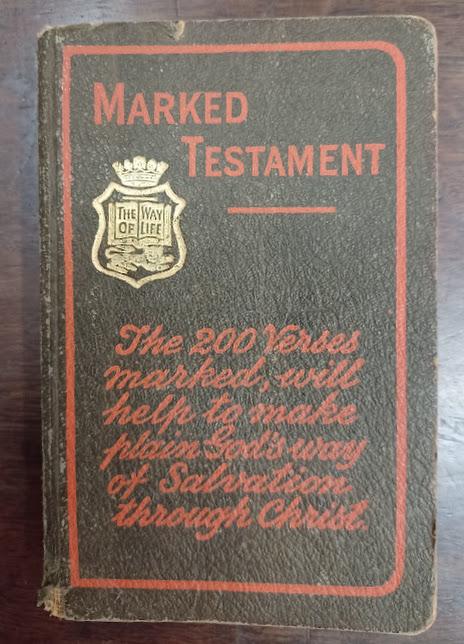 MARKED
TESTAMENT
THE WAY
OF LIFE
The 200 Verses
marked, will
help to make
plain God's way
of Salvation
through Christ.